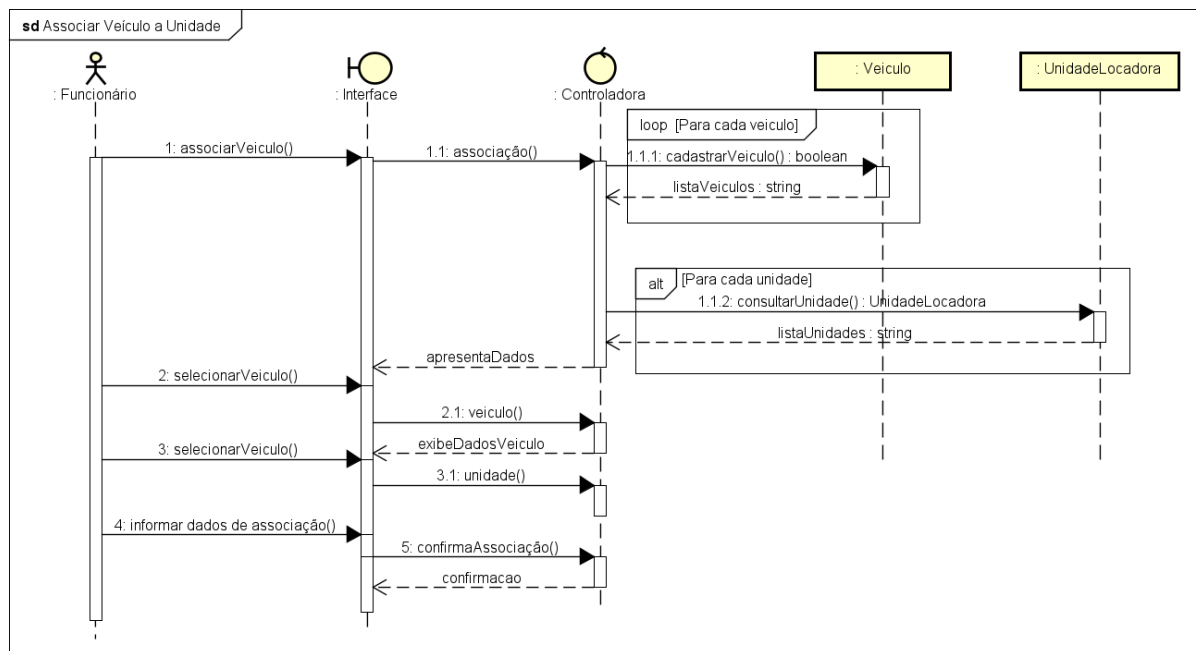 sd Associar Veículo a Unidade
: Funcionário
: Interface
: Controladora
: Veiculo
: UnidadeLocadora
loop [Para cada veiculo]
1: associarVeiculo()
1.1: associação()
1.1.1: cadastrarVeiculo() : boolean
listaVeiculos : string
alt [Para cada unidade]
1.1.2: consultarUnidade() : UnidadeLocadora
listaUnidades : string
apresentaDados
2: selecionarVeiculo()
2.1: veiculo()
exibeDadosVeiculo
3: selecionarVeiculo()
3.1: unidade()
4: informar dados de associação()
5: confirmaAssociação()
confirmacao